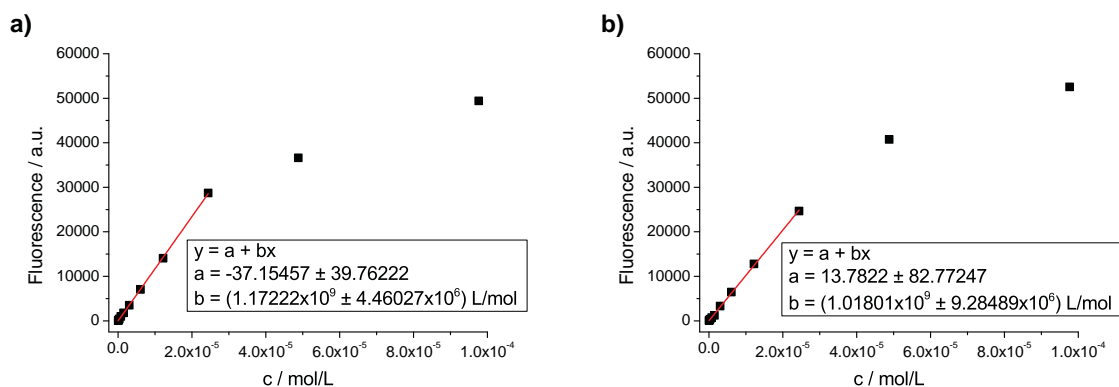 a)
60000
50000
40000
30000
20000
10000
0
Fluorescence / a.u.
y = a + bx
a = -37.15457 ± 39.76222
b = (1.17222x10⁹ ± 4.46027x10⁶) L/mol
0.0 2.0x10⁻⁵ 4.0x10⁻⁵ 6.0x10⁻⁵ 8.0x10⁻⁵ 1.0x10⁻⁴
c / mol/L
b)
60000
50000
40000
30000
20000
10000
0
Fluorescence / a.u.
y = a + bx
a = 13.7822 ± 82.77247
b = (1.01801x10⁹ ± 9.28489x10⁶) L/mol
0.0 2.0x10⁻⁵ 4.0x10⁻⁵ 6.0x10⁻⁵ 8.0x10⁻⁵ 1.0x10⁻⁴
c / mol/L